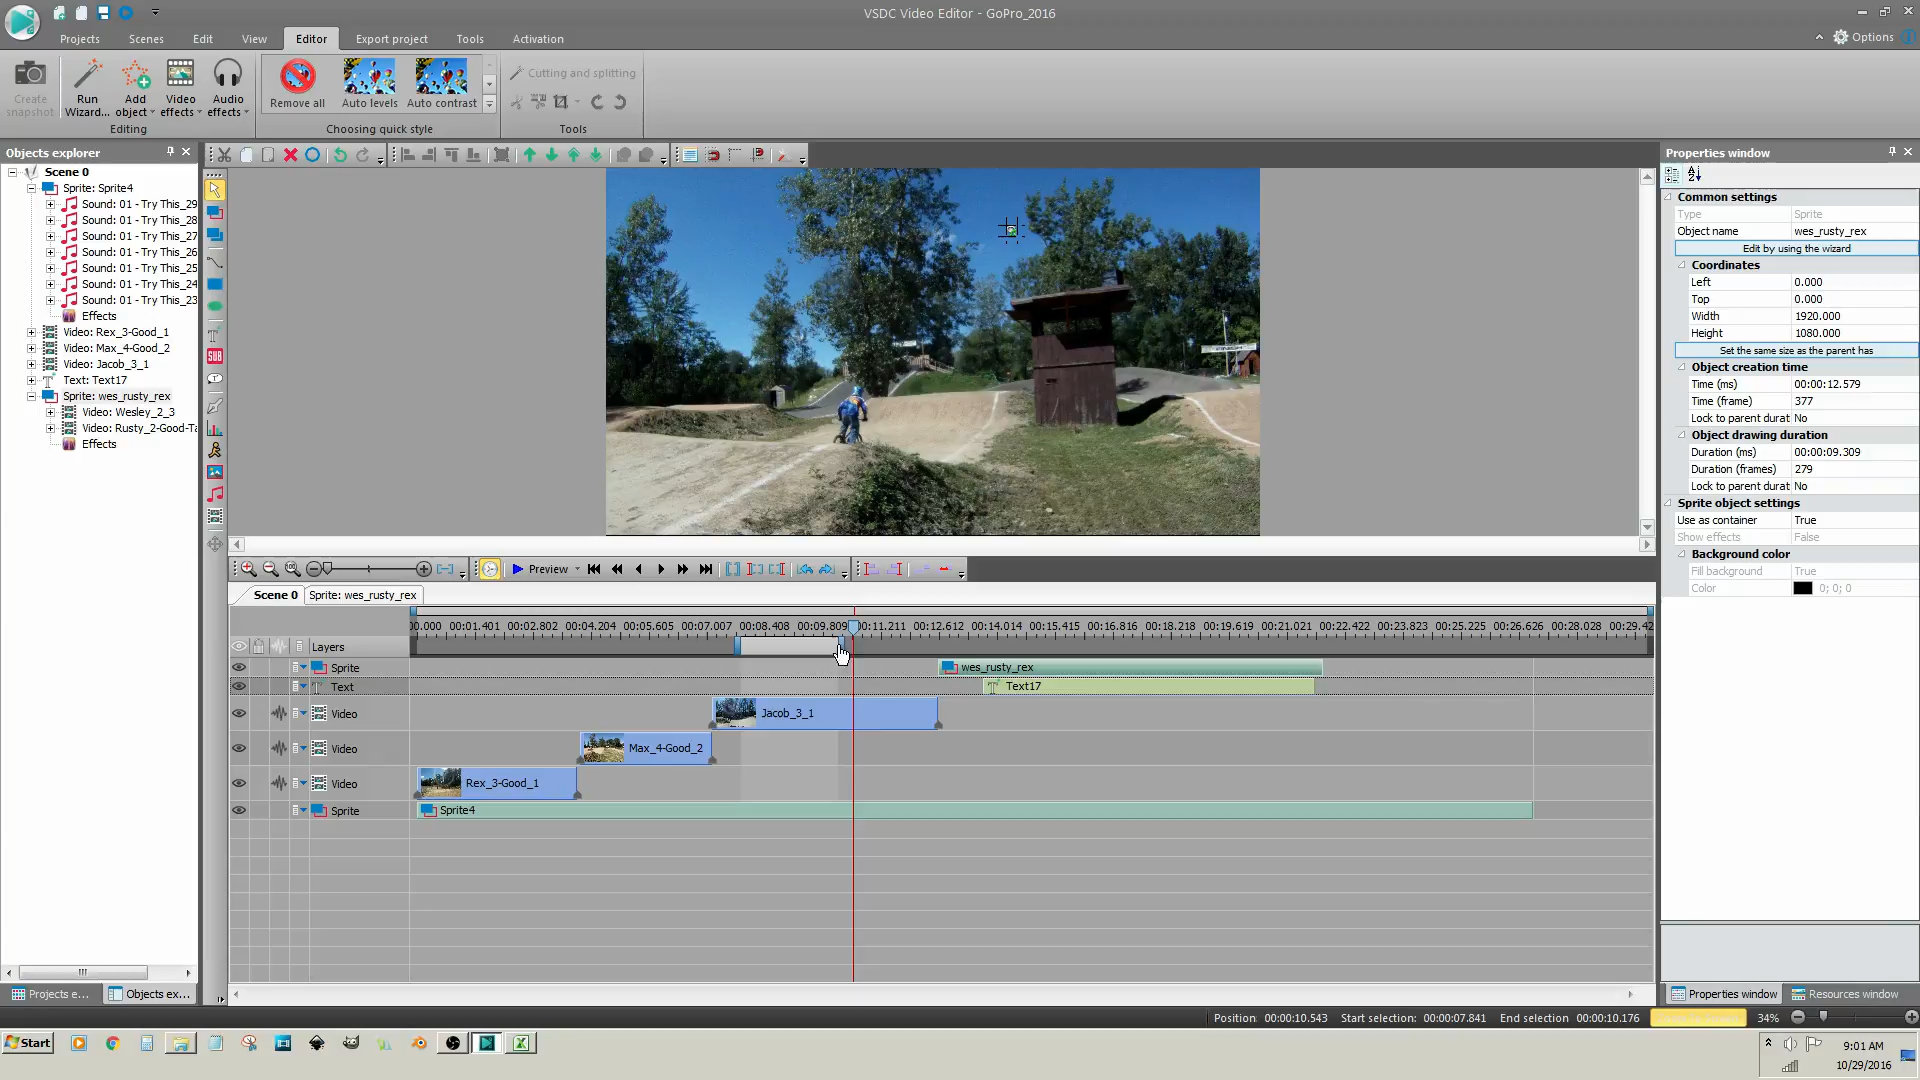 VSDC Video Editor - GoPro_2016
Projects
Scenes
Edit
View
Editor
Export project
Tools
Activation
Options
Create snapshot
Run Wizard...
Add object
Video effects
Audio effects
Editing
Remove all
Auto levels
Auto contrast
Choosing quick style
Cutting and splitting
Tools
Objects explorer
Scene 0
Sprite: Sprite4
Sound: 01 - Try This_29
Sound: 01 - Try This_28
Sound: 01 - Try This_27
Sound: 01 - Try This_26
Sound: 01 - Try This_25
Sound: 01 - Try This_24
Sound: 01 - Try This_23
Effects
Video: Rex_3-Good_1
Video: Max_4-Good_2
Video: Jacob_3_1
Text: Text17
Sprite: wes_rusty_rex
Video: Wesley_2_3
Video: Rusty_2-Good-Ta
Effects
Projects e...
Objects ex...
SUB
Properties window
Common settings
Type Sprite
Object name wes_rusty_rex
Edit by using the wizard
Coordinates
Left 0.000
Top 0.000
Width 1920.000
Height 1080.000
Set the same size as the parent has
Object creation time
Time (ms) 00:00:12.579
Time (frame) 377
Lock to parent durat No
Object drawing duration
Duration (ms) 00:00:09.309
Duration (frames) 279
Lock to parent durat No
Sprite object settings
Use as container True
Show effects False
Background color
Fill background True
Color 0; 0; 0
Properties window
Resources window
Preview
Scene 0
Sprite: wes_rusty_rex
00.000 00:01.401 00:02.802 00:04.204 00:05.605 00:07.007 00:08.408 00:09.809 00:11.211 00:12.612 00:14.014 00:15.415 00:16.816 00:18.218 00:19.619 00:21.021 00:22.422 00:23.823 00:25.225 00:26.626 00:28.028 00:29.42
Layers
Sprite wes_rusty_rex
Text Text17
Video Jacob_3_1
Video Max_4-Good_2
Video Rex_3-Good_1
Sprite Sprite4
Position: 00:00:10.543 Start selection: 00:00:07.841 End selection 00:00:10.176 34%
Start
9:01 AM
10/29/2016